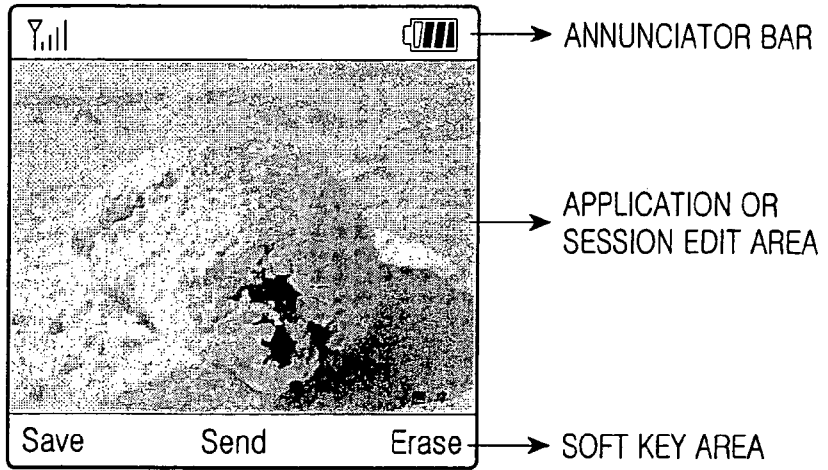 ANNUNCIATOR BAR
APPLICATION OR
SESSION EDIT AREA
Save Send Erase
SOFT KEY AREA